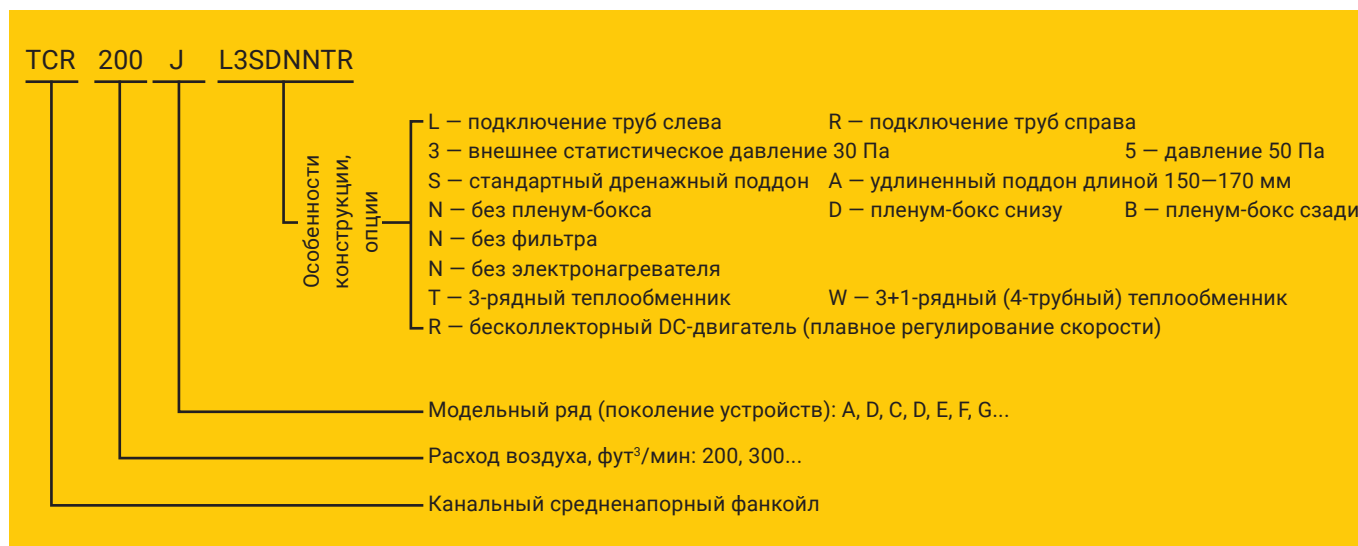 TCR 200 J L3SDNNTR
Особенности конструкции, опции
L — подключение труб слева R — подключение труб справа
3 — внешнее статистическое давление 30 Па 5 — давление 50 Па
S — стандартный дренажный поддон A — удлиненный поддон длиной 150—170 мм
N — без пленум-бокса D — пленум-бокс снизу B — пленум-бокс сзади
N — без фильтра
N — без электронагревателя
T — 3-рядный теплообменник W — 3+1-рядный (4-трубный) теплообменник
R — бесколлекторный DC-двигатель (плавное регулирование скорости)
Модельный ряд (поколение устройств): A, D, C, D, E, F, G...
Расход воздуха, фут³/мин: 200, 300...
Канальный средненапорный фанкойл